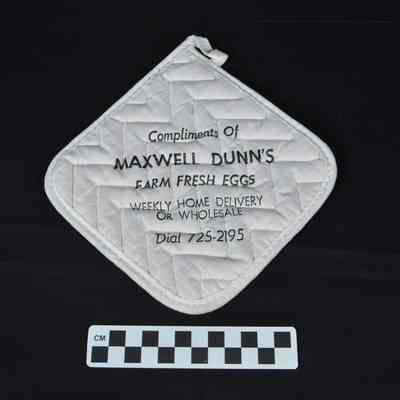 Compliments Of
MAXWELL DUNN'S
FARM FRESH EGGS
WEEKLY HOME DELIVERY
OR WHOLESALE
Dial 725-2195
CM